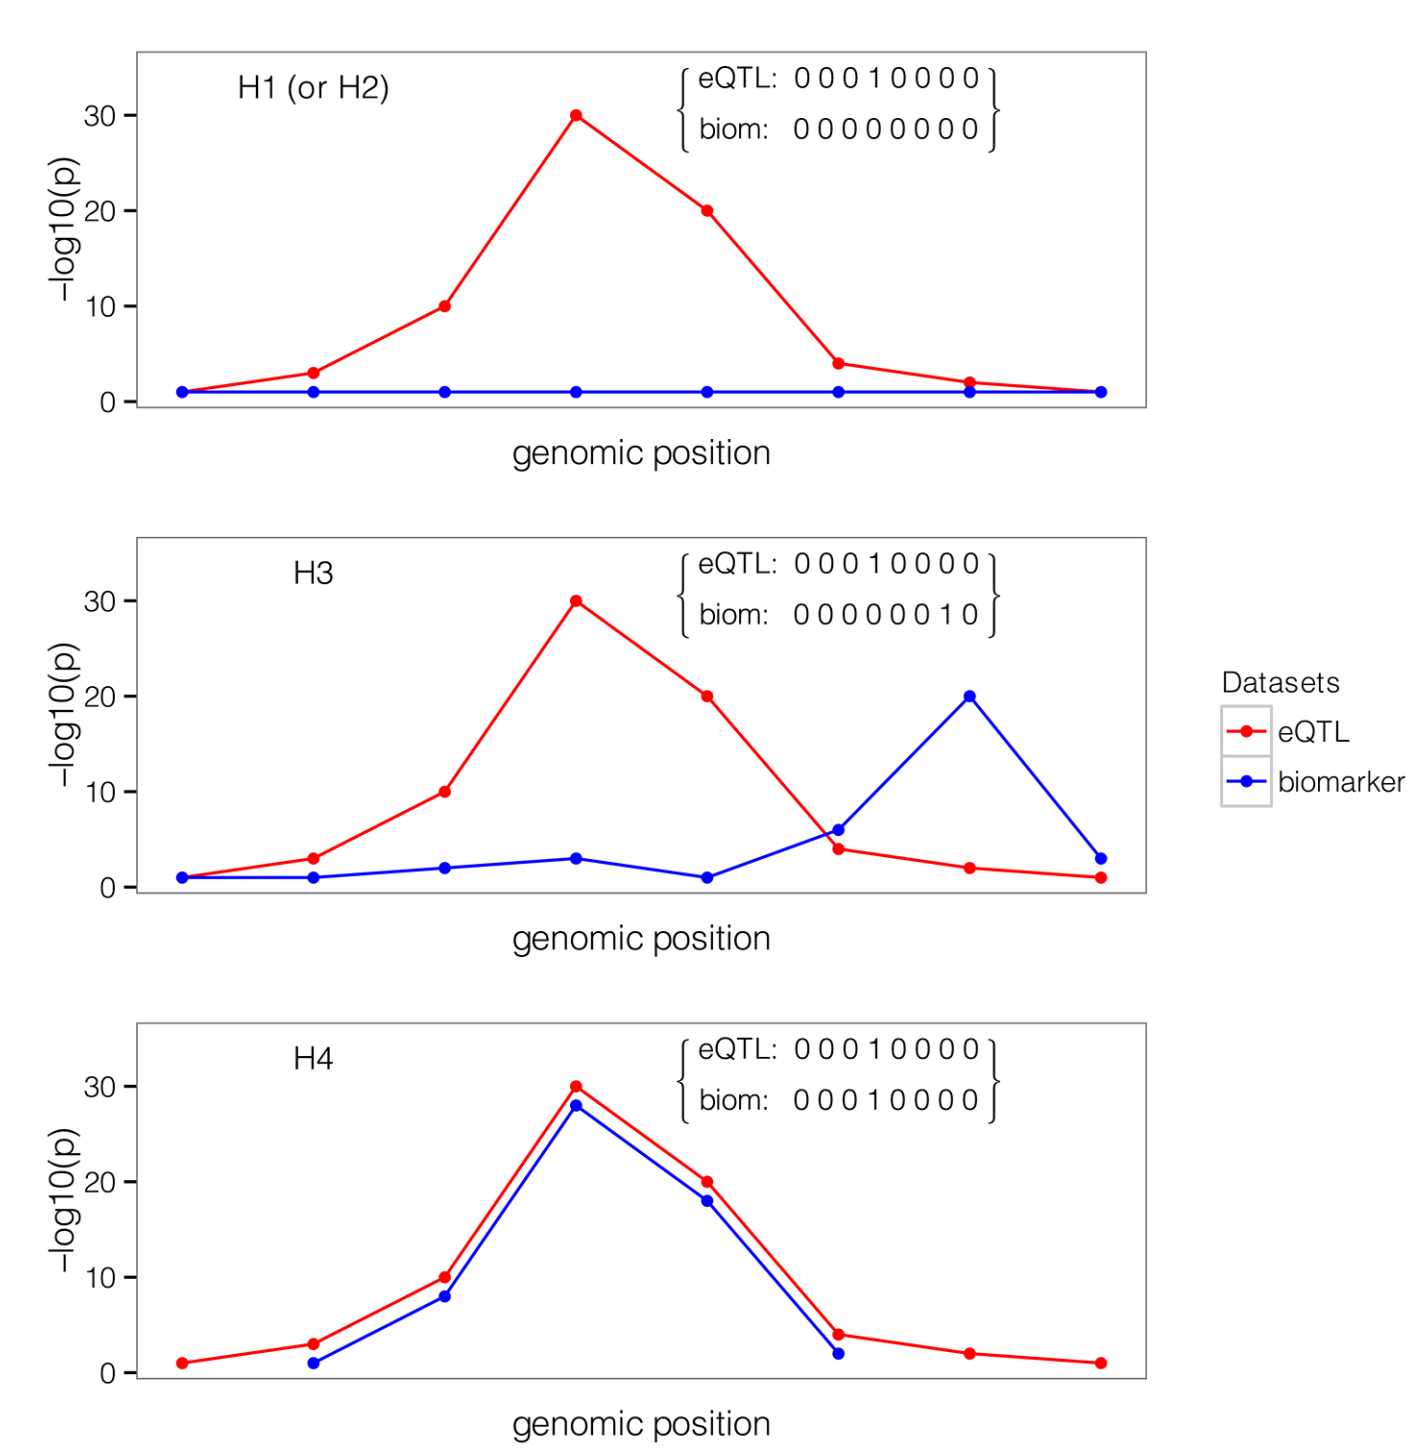 H1 (or H2)
eQTL: 0 0 0 1 0 0 0 0
biom: 0 0 0 0 0 0 0 0
30
20
10
0
–log10(p)
genomic position
H3
eQTL: 0 0 0 1 0 0 0 0
biom: 0 0 0 0 0 0 1 0
30
20
10
0
–log10(p)
genomic position
Datasets
eQTL
biomarker
H4
eQTL: 0 0 0 1 0 0 0 0
biom: 0 0 0 1 0 0 0 0
30
20
10
0
–log10(p)
genomic position